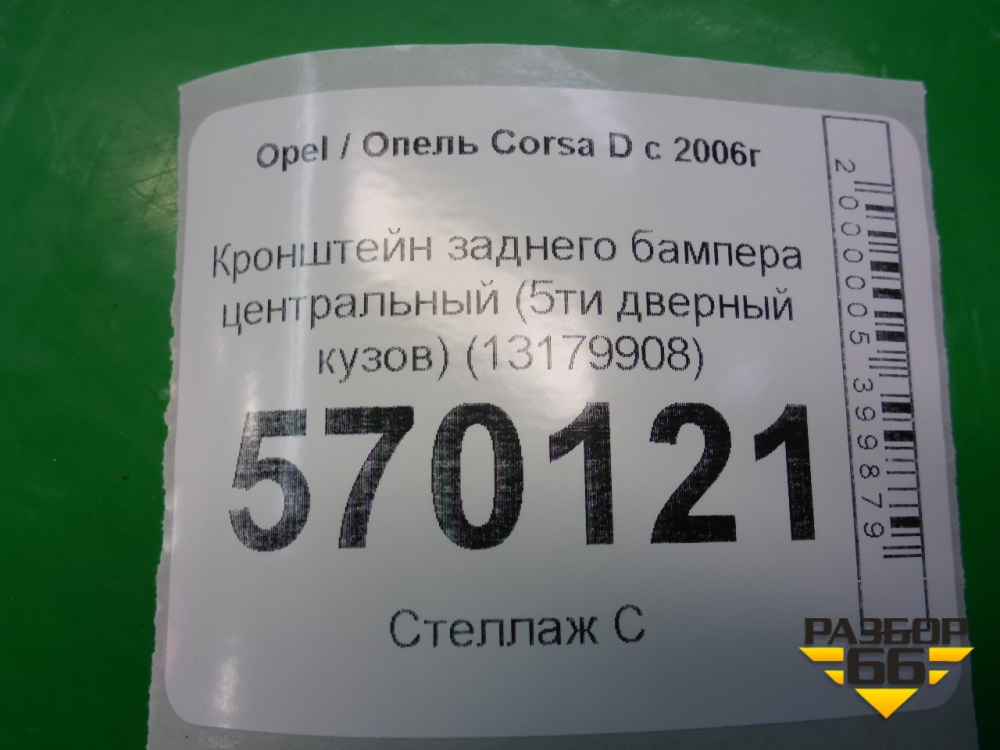 Opel / Опель Corsa D с 2006г
Кронштейн заднего бампера
центральный (5ти дверный
кузов) (13179908)
570121
Стеллаж С
2000005399879
РАЗБОР
66